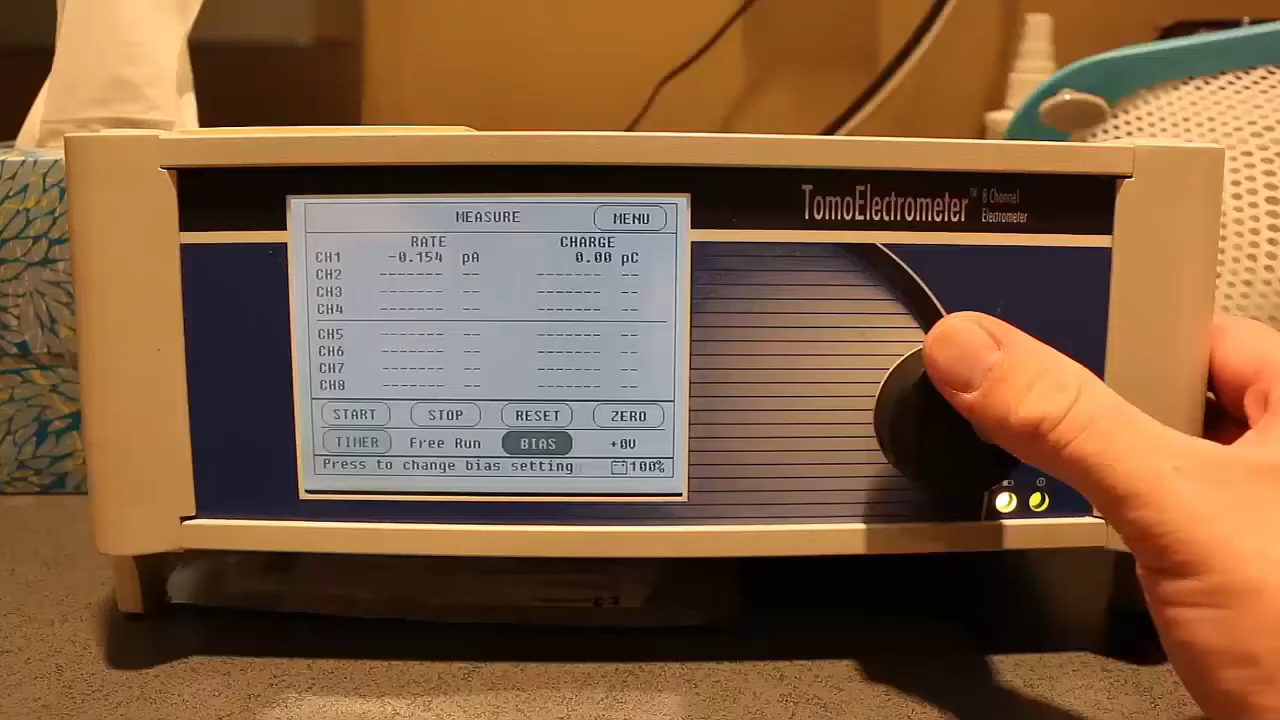 TomoElectrometer™ 8 Channel
Electrometer
MEASURE MENU
RATE CHARGE
CH1 -0.154 pA 0.00 pC
CH2 ------- -- ------- --
CH3 ------- -- ------- --
CH4 ------- -- ------- --
CH5 ------- -- ------- --
CH6 ------- -- ------- --
CH7 ------- -- ------- --
CH8 ------- -- ------- --
START STOP RESET ZERO
TIMER Free Run BIAS +0V
Press to change bias setting 100%